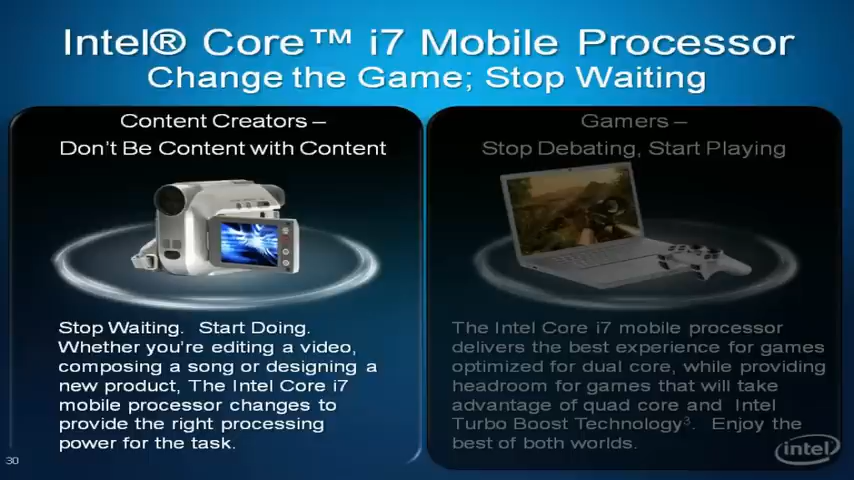 Intel® Core™ i7 Mobile Processor
Change the Game; Stop Waiting
Content Creators –
Don't Be Content with Content
Stop Waiting. Start Doing.
Whether you're editing a video,
composing a song or designing a
new product, The Intel Core i7
mobile processor changes to
provide the right processing
power for the task.
Gamers –
Stop Debating, Start Playing
The Intel Core i7 mobile processor
delivers the best experience for games
optimized for dual core, while providing
headroom for games that will take
advantage of quad core and Intel
Turbo Boost Technology³. Enjoy the
best of both worlds.
30
intel